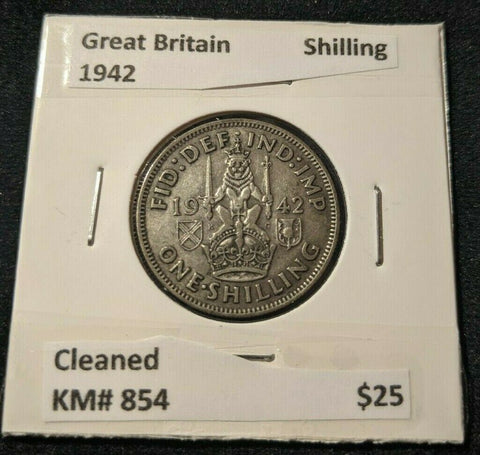 Great Britain Shilling
1942
FID:DEF:IND:IMP
19 42
ONE·SHILLING
Cleaned
KM# 854 $25